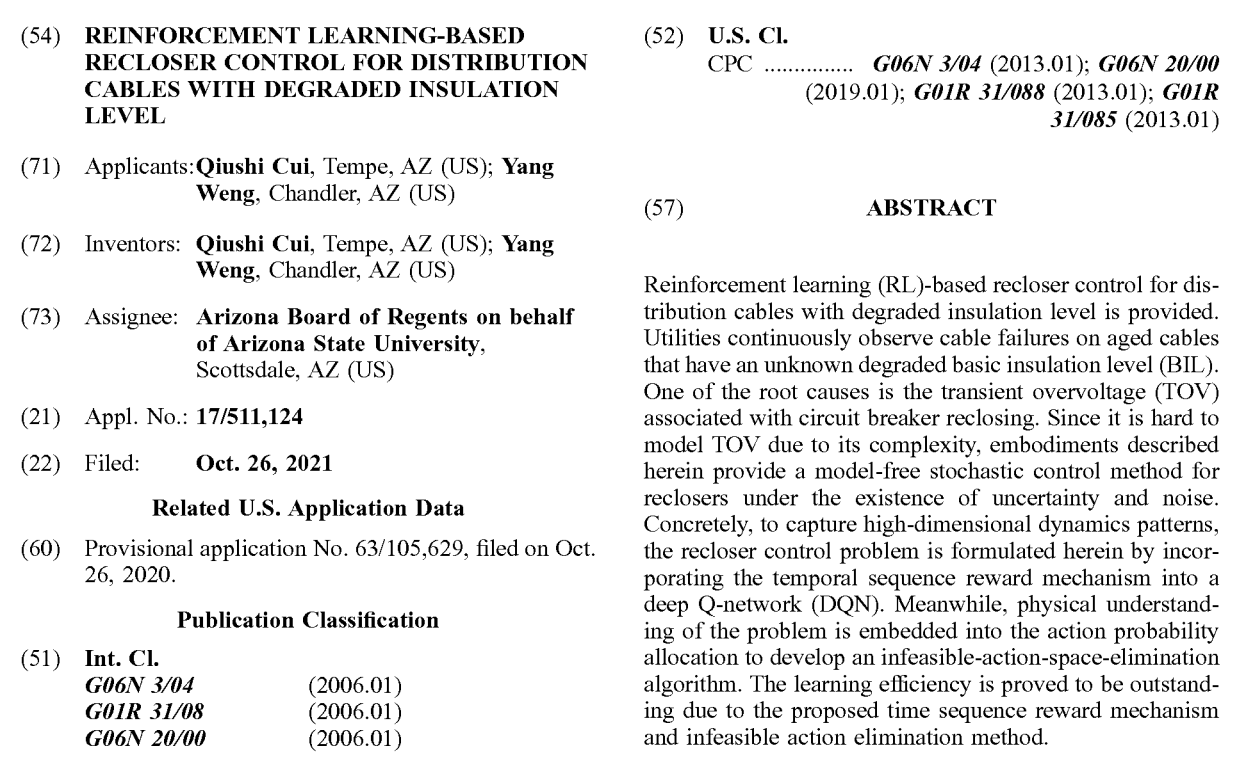 (54) REINFORCEMENT LEARNING-BASED
RECLOSER CONTROL FOR DISTRIBUTION
CABLES WITH DEGRADED INSULATION
LEVEL
(71) Applicants: Qiushi Cui, Tempe, AZ (US); Yang
Weng, Chandler, AZ (US)
(72) Inventors: Qiushi Cui, Tempe, AZ (US); Yang
Weng, Chandler, AZ (US)
(73) Assignee: Arizona Board of Regents on behalf
of Arizona State University,
Scottsdale, AZ (US)
(21) Appl. No.: 17/511,124
(22) Filed: Oct. 26, 2021
Related U.S. Application Data
(60) Provisional application No. 63/105,629, filed on Oct.
26, 2020.
Publication Classification
(51) Int. Cl.
G06N 3/04 (2006.01)
G01R 31/08 (2006.01)
G06N 20/00 (2006.01)
(52) U.S. Cl.
CPC ............... G06N 3/04 (2013.01); G06N 20/00
(2019.01); G01R 31/088 (2013.01); G01R
31/085 (2013.01)
(57) ABSTRACT
Reinforcement learning (RL)-based recloser control for dis-
tribution cables with degraded insulation level is provided.
Utilities continuously observe cable failures on aged cables
that have an unknown degraded basic insulation level (BIL).
One of the root causes is the transient overvoltage (TOV)
associated with circuit breaker reclosing. Since it is hard to
model TOV due to its complexity, embodiments described
herein provide a model-free stochastic control method for
reclosers under the existence of uncertainty and noise.
Concretely, to capture high-dimensional dynamics patterns,
the recloser control problem is formulated herein by incor-
porating the temporal sequence reward mechanism into a
deep Q-network (DQN). Meanwhile, physical understand-
ing of the problem is embedded into the action probability
allocation to develop an infeasible-action-space-elimination
algorithm. The learning efficiency is proved to be outstand-
ing due to the proposed time sequence reward mechanism
and infeasible action elimination method.